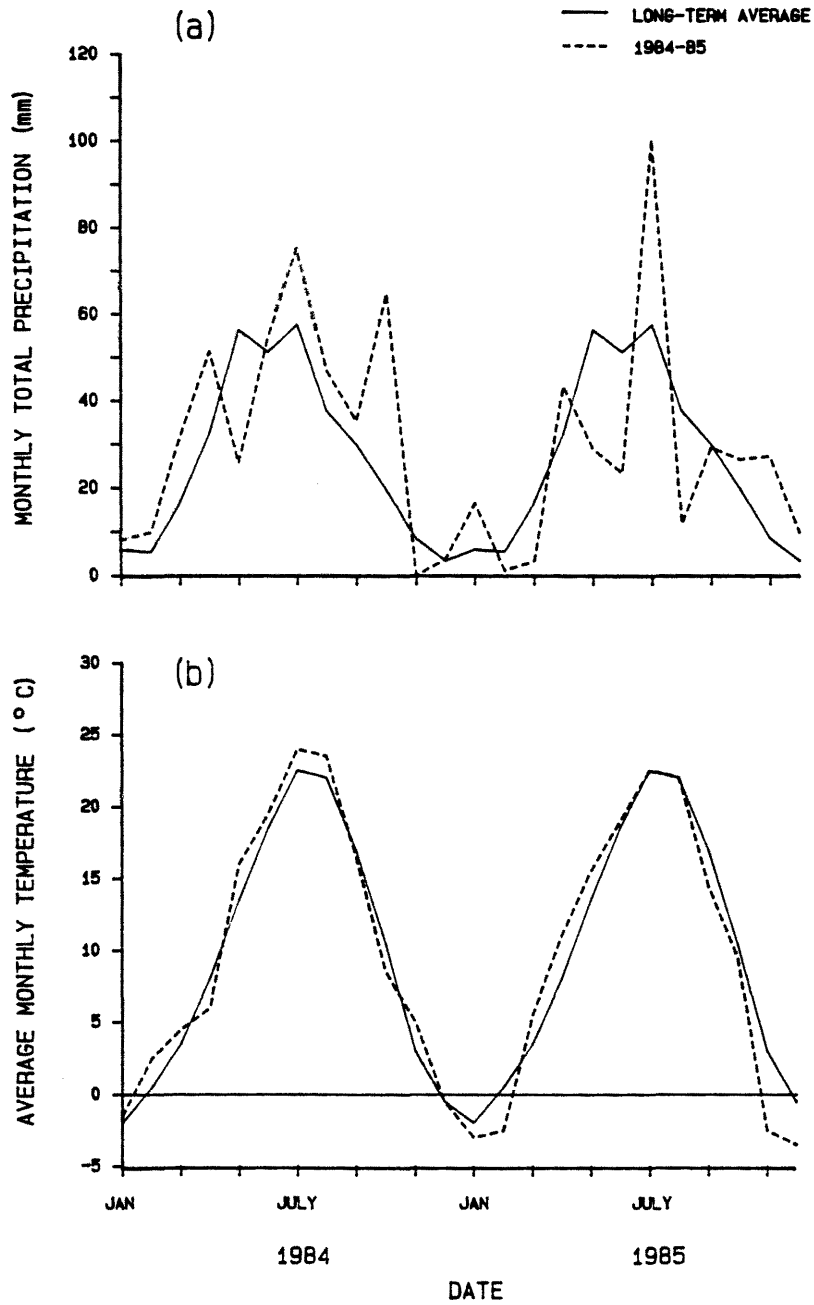 (a)
LONG-TERM AVERAGE
1984-85
MONTHLY TOTAL PRECIPITATION (mm)
120
100
80
60
40
20
0
(b)
AVERAGE MONTHLY TEMPERATURE (° C)
30
25
20
15
10
5
0
-5
JAN JULY JAN JULY
1984 1985
DATE